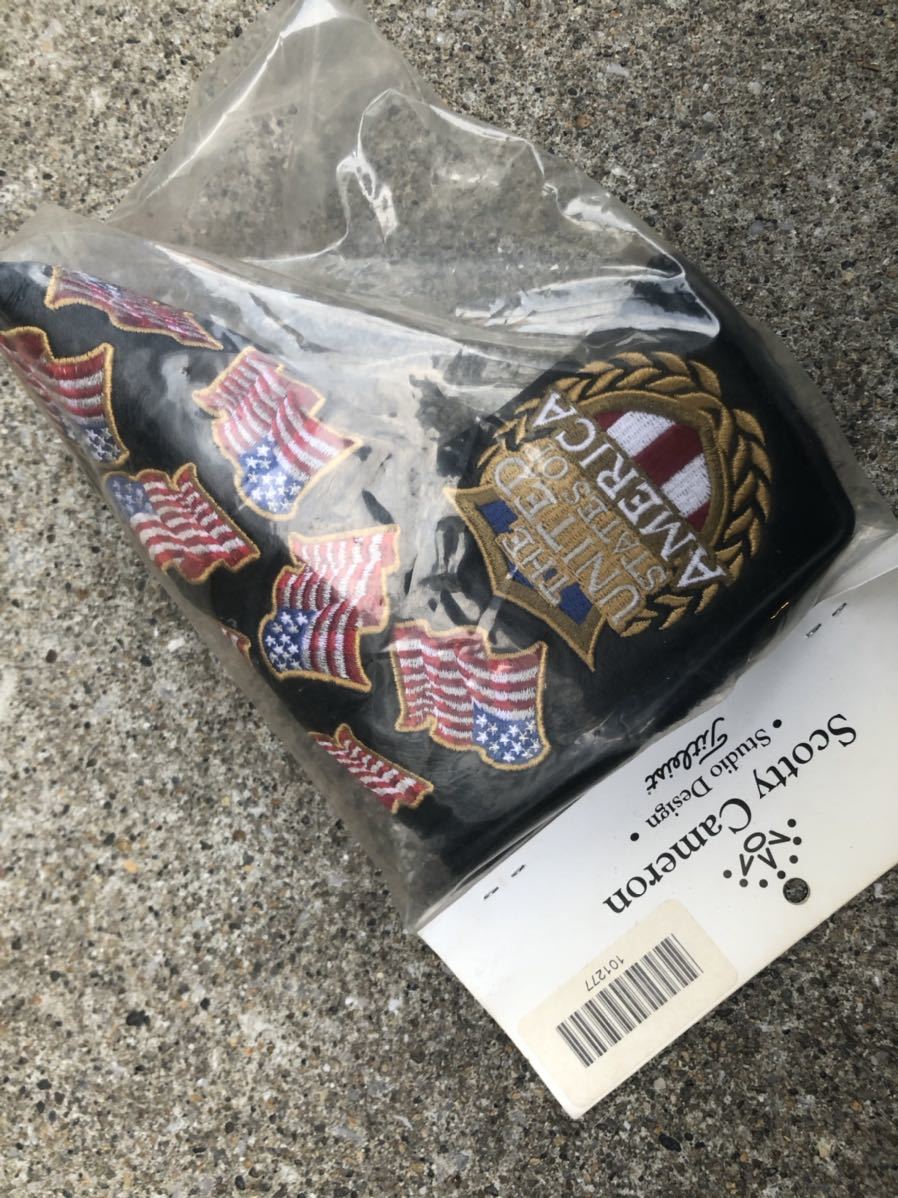 THE
UNITED
STATES OF
AMERICA
Scotty Cameron
• Studio Design •
Titleist
101277